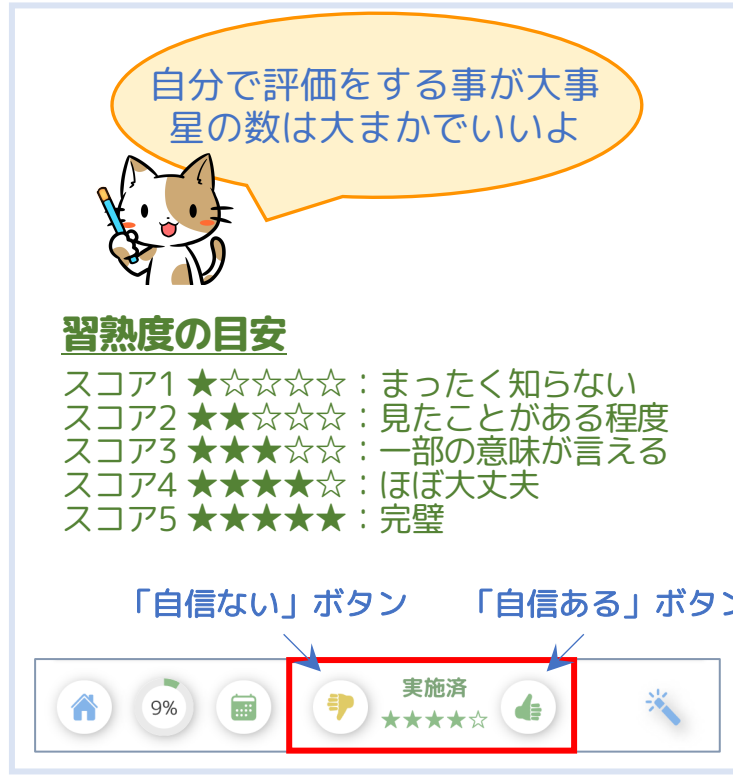 自分で評価をする事が大事
星の数は大まかでいいよ
習熟度の目安
スコア1 ★☆☆☆☆：まったく知らない
スコア2 ★★☆☆☆：見たことがある程度
スコア3 ★★★☆☆：一部の意味が言える
スコア4 ★★★★☆：ほぼ大丈夫
スコア5 ★★★★★：完璧
「自信ない」ボタン 「自信ある」ボタン
9% 実施済
★★★★☆